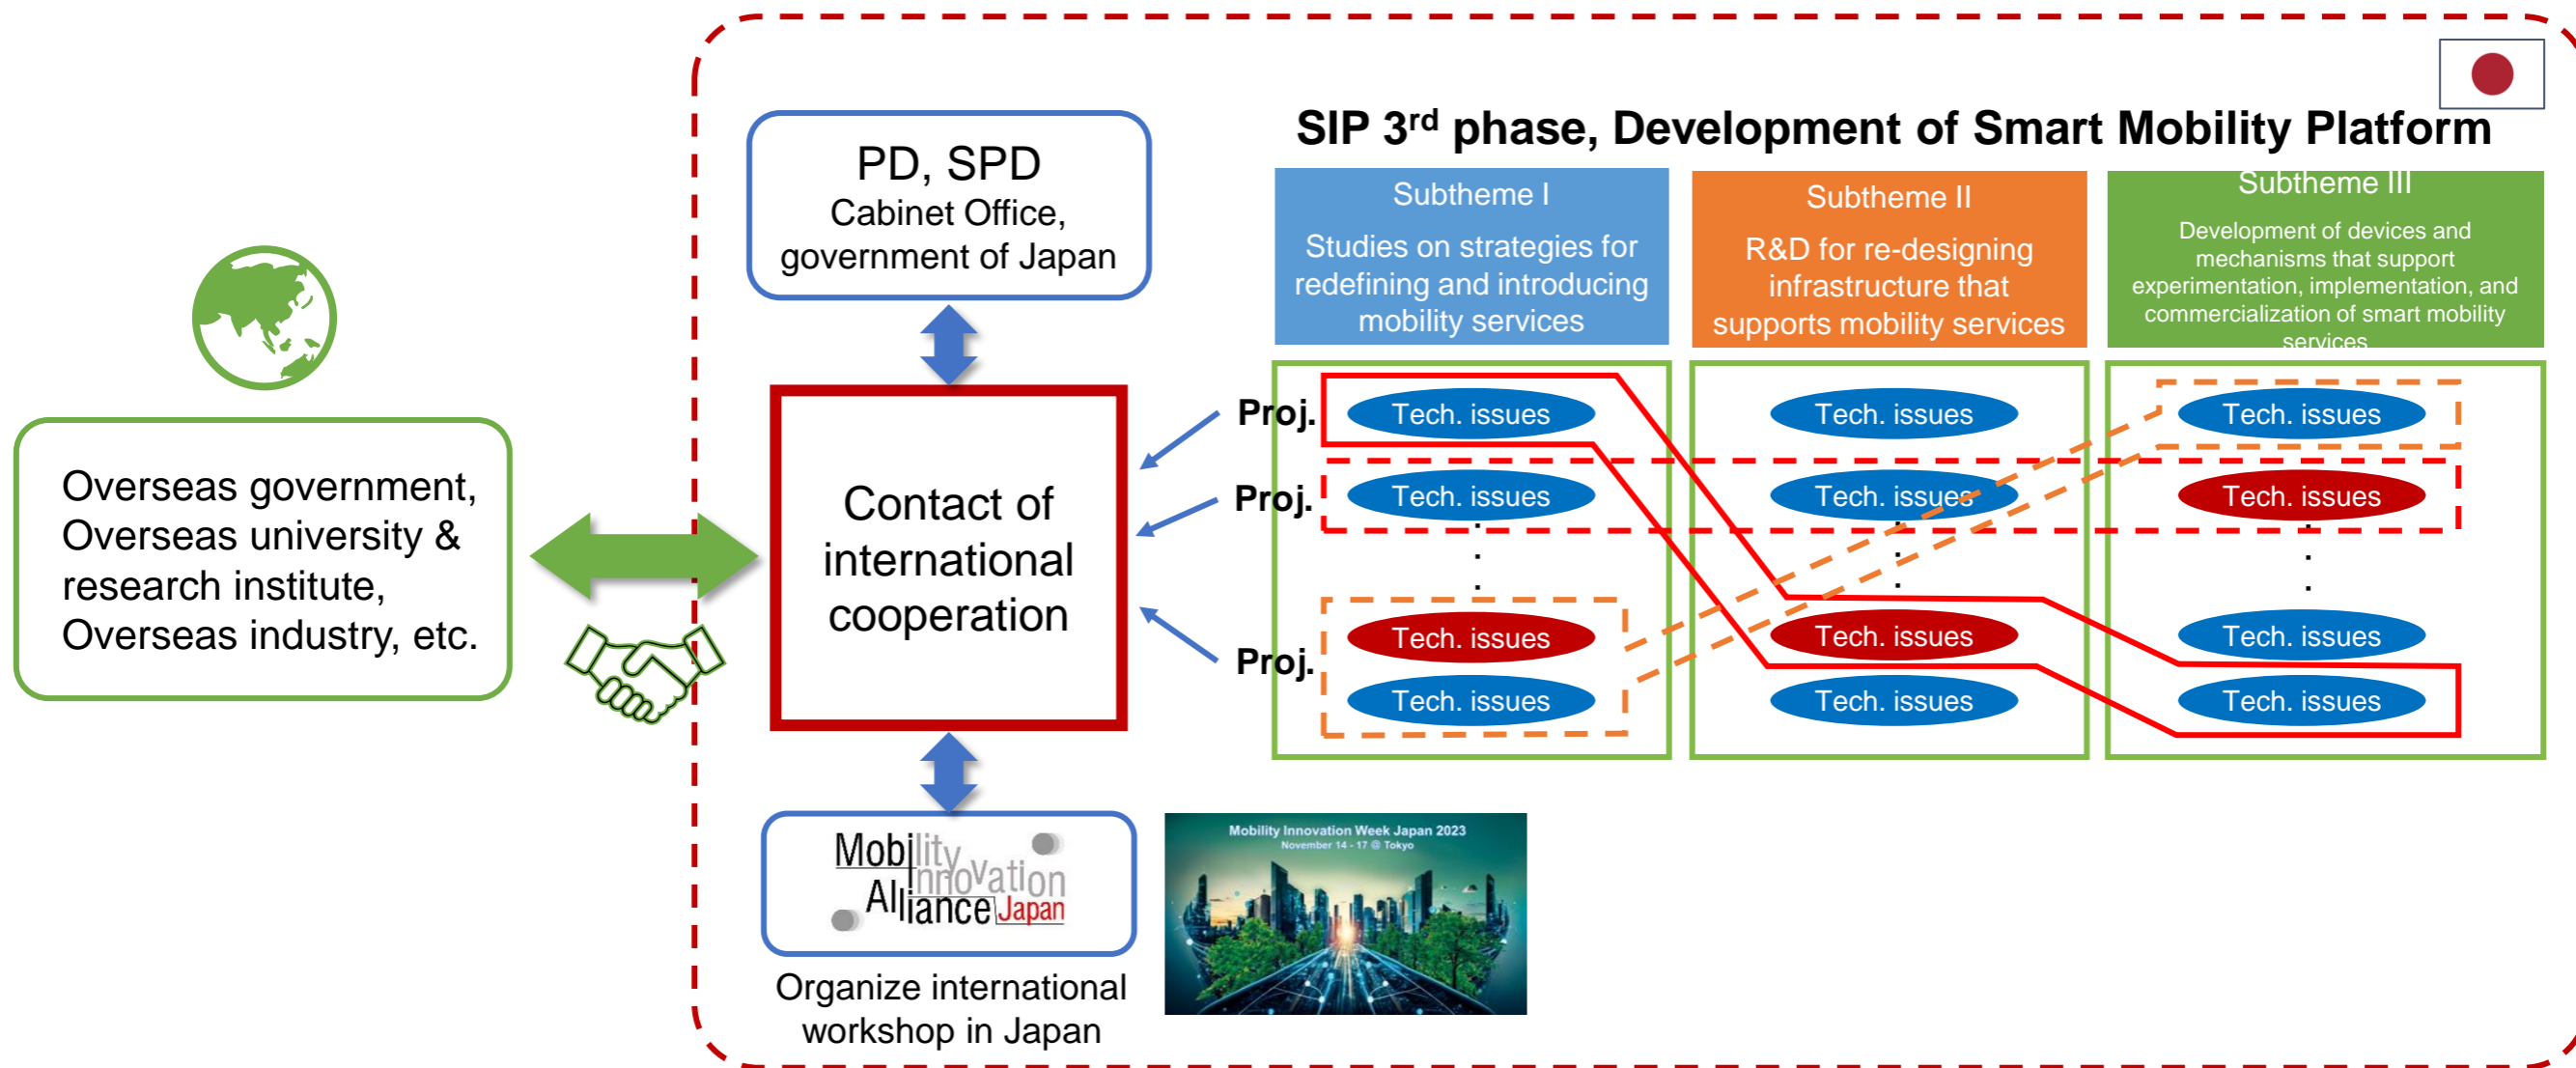 SIP 3rd phase, Development of Smart Mobility Platform
PD, SPD
Cabinet Office,
government of Japan
Subtheme I
Studies on strategies for
redefining and introducing
mobility services
Subtheme II
R&D for re-designing
infrastructure that
supports mobility services
Subtheme III
Development of devices and
mechanisms that support
experimentation, implementation, and
commercialization of smart mobility
services
Overseas government,
Overseas university &
research institute,
Overseas industry, etc.
Contact of
international
cooperation
Proj.
Tech. issues
Tech. issues
Tech. issues
Proj.
Tech. issues
Tech. issues
Tech. issues
Proj.
Tech. issues
Tech. issues
Tech. issues
Tech. issues
Tech. issues
Tech. issues
Mobility
Innovation
Alliance Japan
Organize international
workshop in Japan
Mobility Innovation Week Japan 2023
November 14 - 17 @ Tokyo